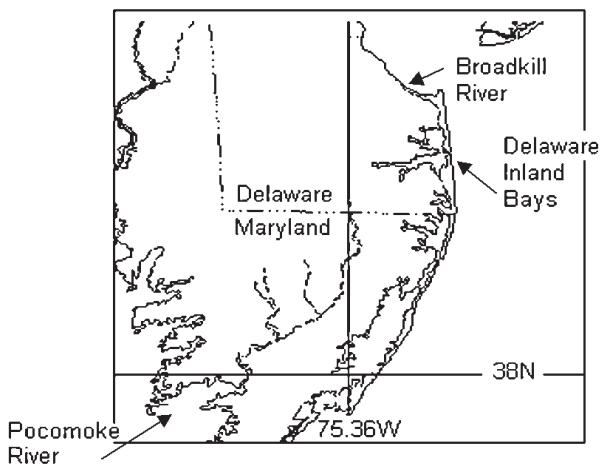 Broadkill
River
Delaware
Inland
Bays
Delaware
Maryland
38N
75.36W
Pocomoke
River